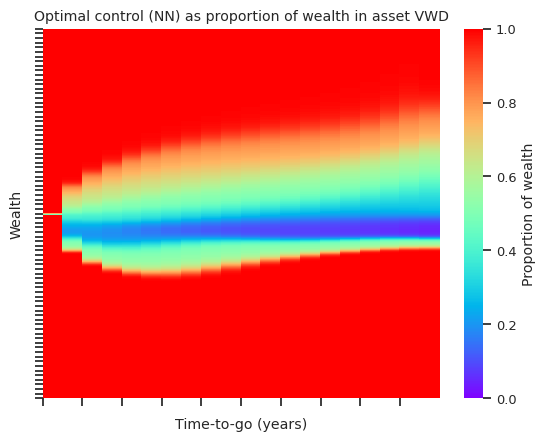 Optimal control (NN) as proportion of wealth in asset VWD
1.0
0.8
0.6
0.4
0.2
0.0
Wealth
Proportion of wealth
Time-to-go (years)